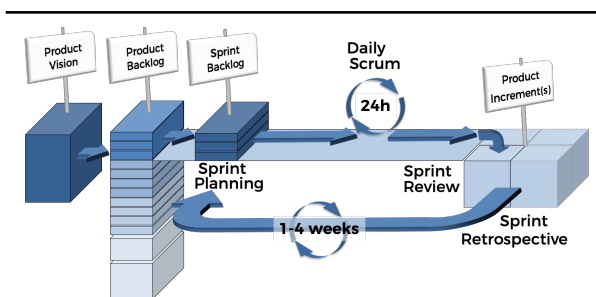 Product
Vision
Product
Backlog
Sprint
Backlog
Daily
Scrum
24h
Product
Increment(s)
Sprint
Planning
Sprint
Review
1-4 weeks
Sprint
Retrospective